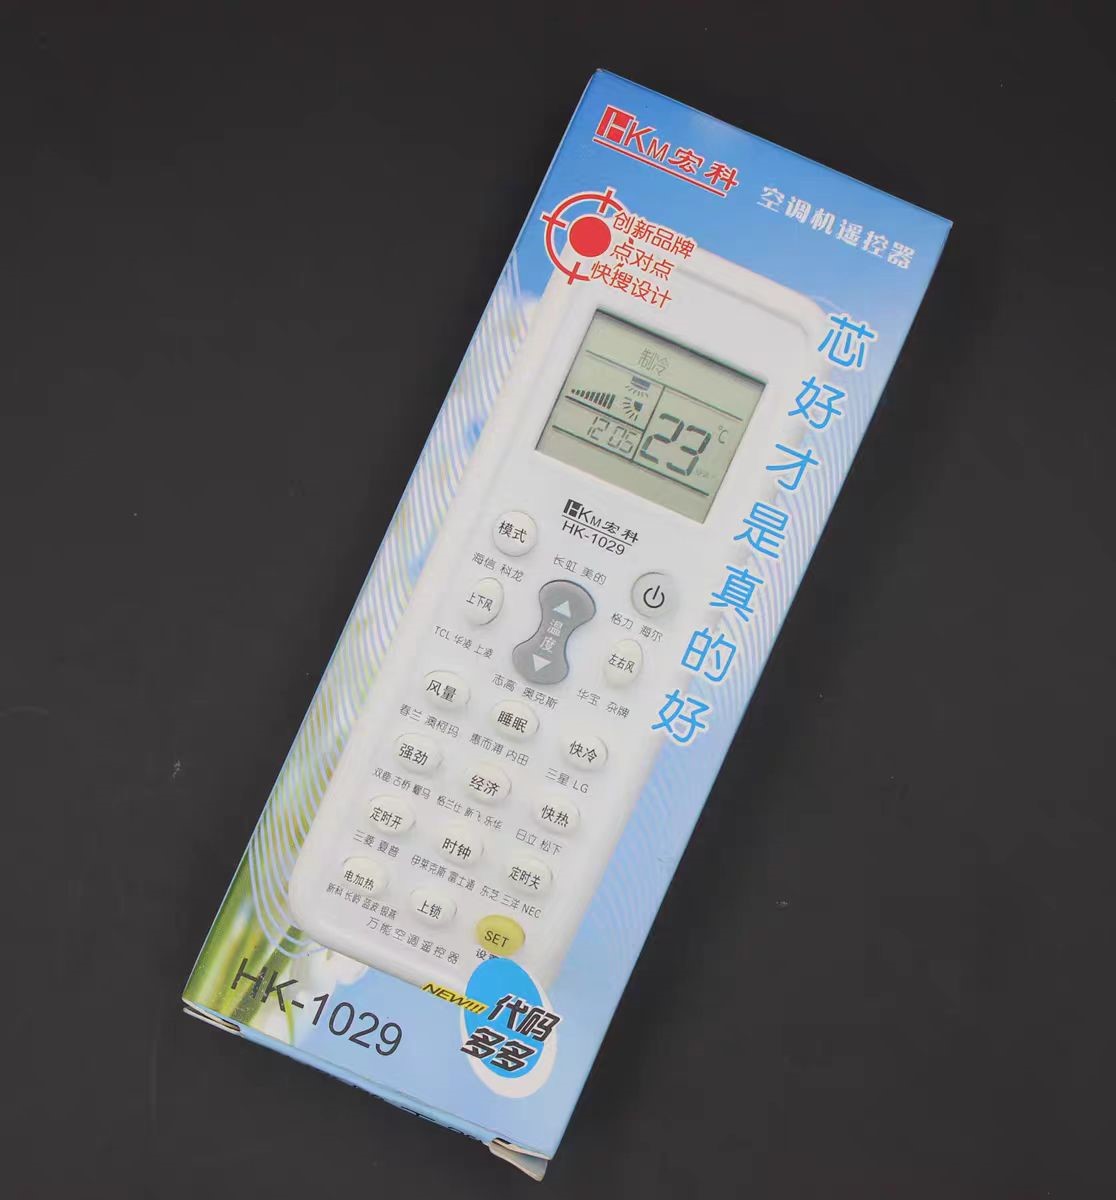 HKM宏科
空调机遥控器
创新品牌
点对点
快搜设计
芯好才是真的好
制冷
℃
12:05
23
HKM宏科
HK-1029
模式
海信 科龙
长虹 美的
上下风
温度
格力 海尔
TCL 华凌 上凌
左右风
志高 奥克斯
华宝 杂牌
风量
春兰 澳柯玛
睡眠
惠而浦 内田
快冷
三星 LG
强劲
双鹿 古桥
经济
格兰仕 新飞 乐华
快热
日立 松下
定时开
三菱 夏普
时钟
伊莱克斯 富士通
定时关
东芝 三洋 NEC
电加热
新科 长岭 蓝波
上锁
万能空调遥控器
SET
HK-1029
NEW!!!
代码
多多